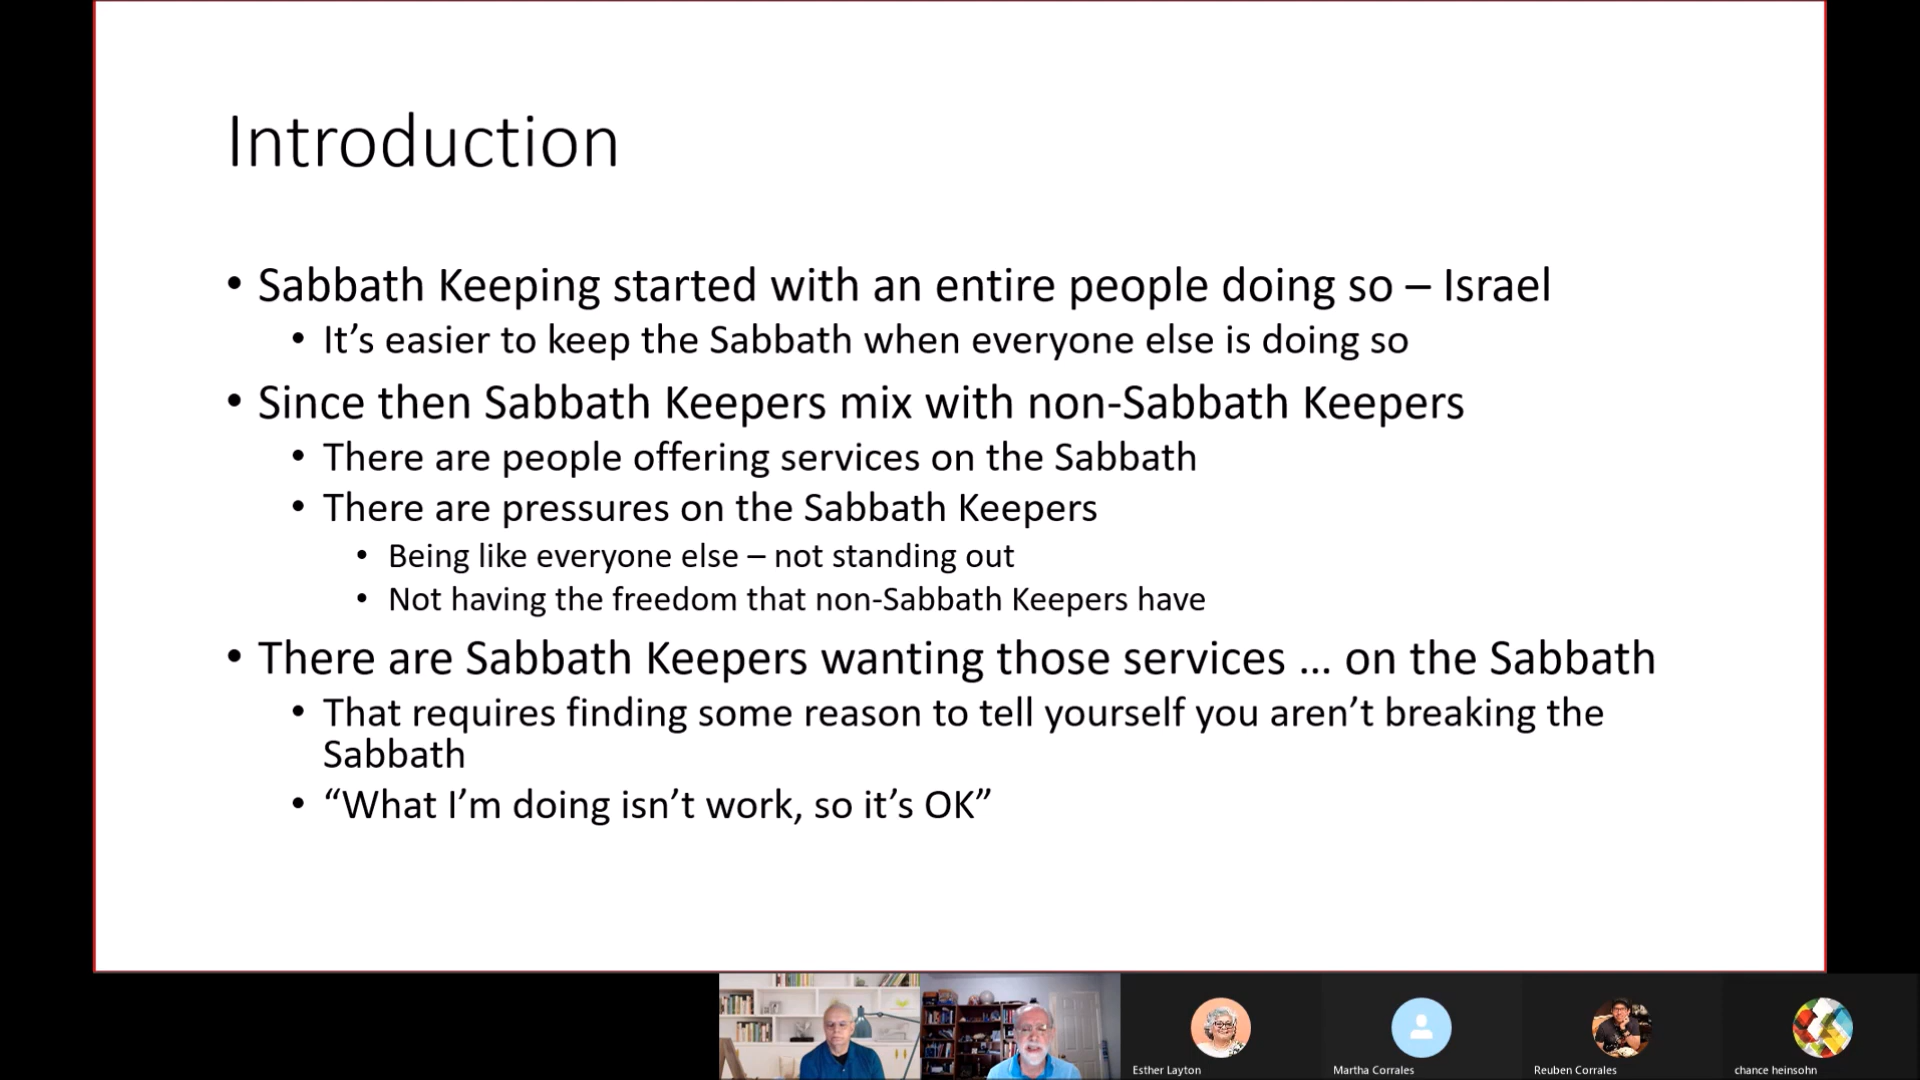 Introduction
• Sabbath Keeping started with an entire people doing so – Israel
• It’s easier to keep the Sabbath when everyone else is doing so
• Since then Sabbath Keepers mix with non-Sabbath Keepers
• There are people offering services on the Sabbath
• There are pressures on the Sabbath Keepers
• Being like everyone else – not standing out
• Not having the freedom that non-Sabbath Keepers have
• There are Sabbath Keepers wanting those services … on the Sabbath
• That requires finding some reason to tell yourself you aren’t breaking the
Sabbath
• “What I’m doing isn’t work, so it’s OK”
Esther Layton
Martha Corrales
Reuben Corrales
chance heinsohn